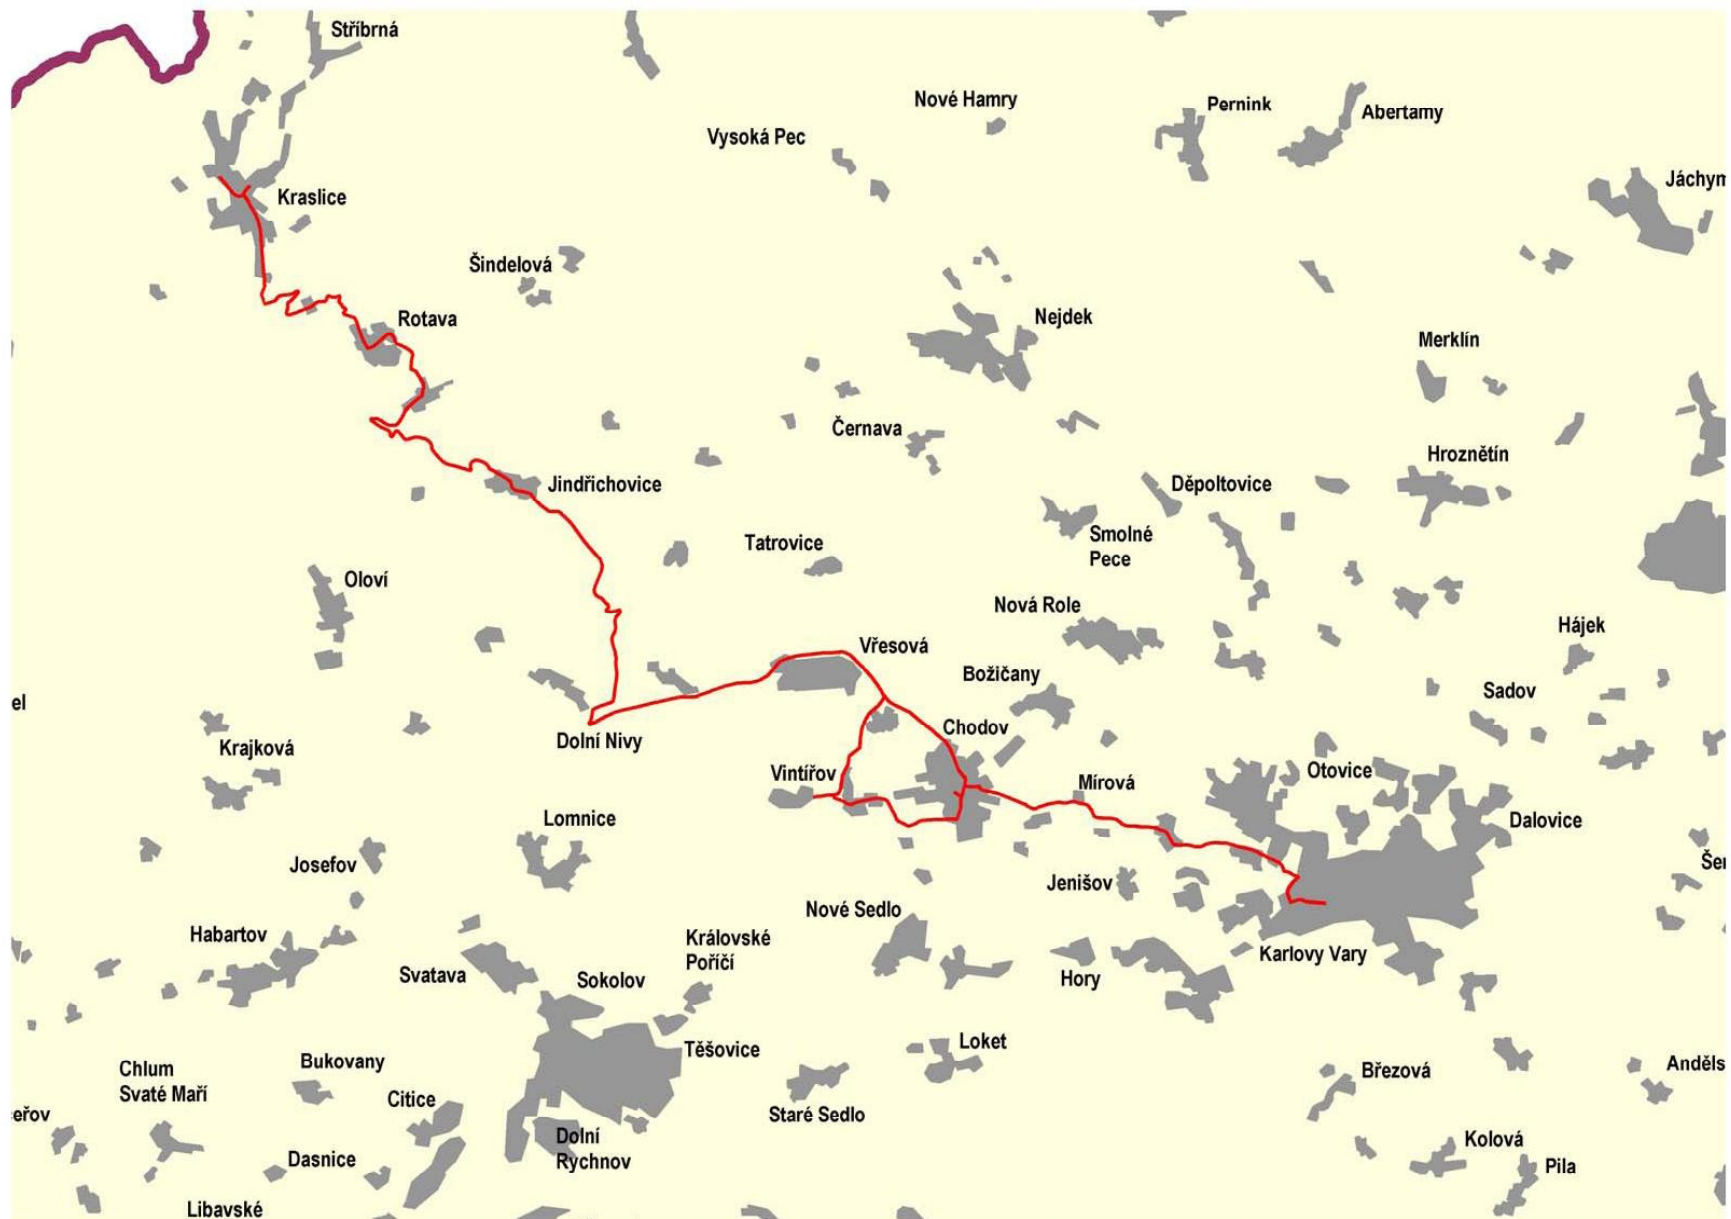 Stříbrná
Nové Hamry
Pernink
Abertamy
Vysoká Pec
Jáchym
Kraslice
Šindelová
Rotava
Nejdek
Merklín
Černava
Hroznětín
Jindřichovice
Děpoltovice
Smolné
Pece
Tatrovice
Oloví
Nová Role
Hájek
Vřesová
Božičany
Sadov
el
Dolní Nivy
Chodov
Krajková
Vintířov
Otovice
Mírová
Lomnice
Dalovice
Josefov
Šer
Jenišov
Nové Sedlo
Habartov
Královské
Poříčí
Karlovy Vary
Svatava
Sokolov
Hory
Těšovice
Loket
Chlum
Svaté Maří
Bukovany
Březová
Anděls
Citice
Staré Sedlo
eřov
Dolní
Rychnov
Kolová
Dasnice
Pila
Libavské